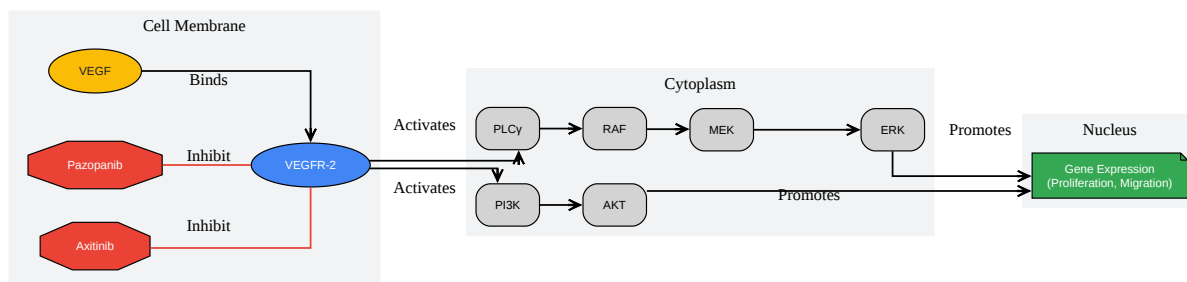 Cell Membrane
VEGF
Binds
Pazopanib
Inhibit
VEGFR-2
Inhibit
Axitinib
Activates
Activates
Cytoplasm
PLCγ
RAF
MEK
ERK
PI3K
AKT
Promotes
Promotes
Nucleus
Gene Expression
(Proliferation, Migration)